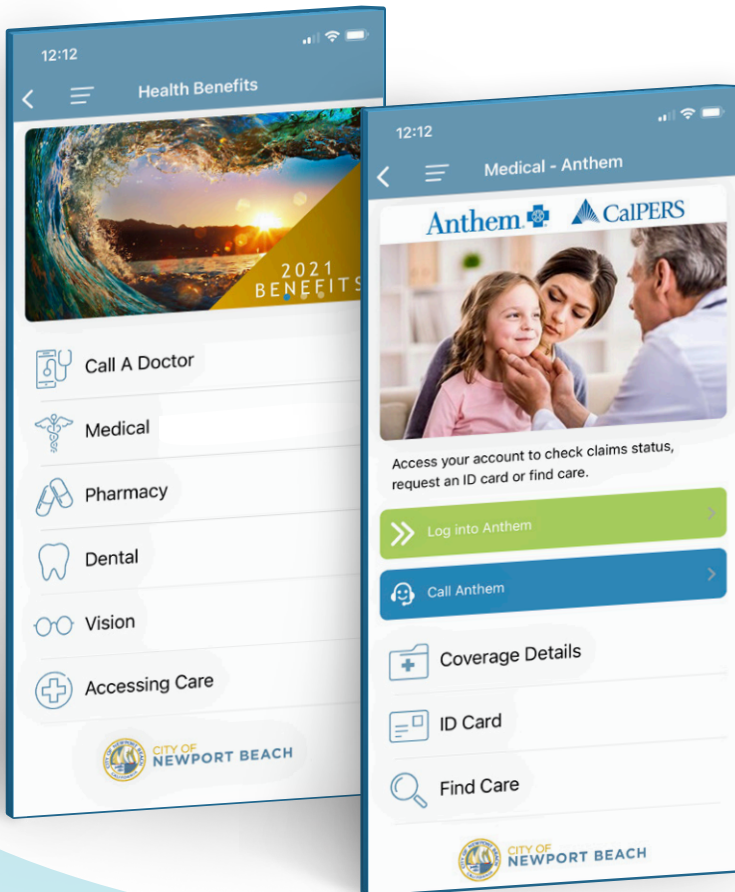 12:12
Health Benefits
2021
BENEFITS
Call A Doctor
Medical
Pharmacy
Dental
Vision
Accessing Care
CITY OF
NEWPORT BEACH
12:12
Medical - Anthem
Anthem
CalPERS
Access your account to check claims status,
request an ID card or find care.
Log into Anthem
Call Anthem
Coverage Details
ID Card
Find Care
CITY OF
NEWPORT BEACH